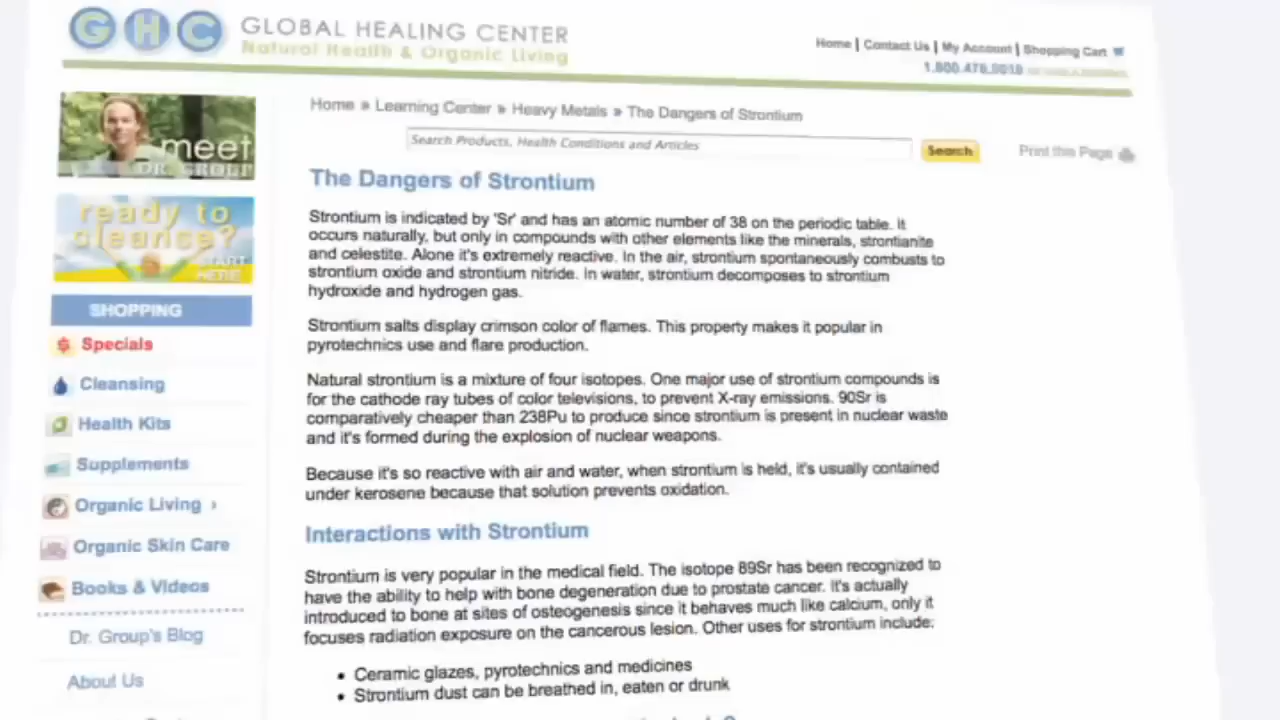 GHC GLOBAL HEALING CENTER
Natural Health & Organic Living
Home | Contact Us | My Account | Shopping Cart
meet
DR. GROUP
ready to
cleanse?
START
HERE
SHOPPING
Specials
Cleansing
Health Kits
Supplements
Organic Living ›
Organic Skin Care
Books & Videos
Dr. Group's Blog
About Us
Home » Learning Center » Heavy Metals » The Dangers of Strontium
Search Products, Health Conditions and Articles
Search
Print this Page
The Dangers of Strontium
Strontium is indicated by 'Sr' and has an atomic number of 38 on the periodic table. It
occurs naturally, but only in compounds with other elements like the minerals, strontianite
and celestite. Alone it's extremely reactive. In the air, strontium spontaneously combusts to
strontium oxide and strontium nitride. In water, strontium decomposes to strontium
hydroxide and hydrogen gas.
Strontium salts display crimson color of flames. This property makes it popular in
pyrotechnics use and flare production.
Natural strontium is a mixture of four isotopes. One major use of strontium compounds is
for the cathode ray tubes of color televisions, to prevent X-ray emissions. 90Sr is
comparatively cheaper than 238Pu to produce since strontium is present in nuclear waste
and it's formed during the explosion of nuclear weapons.
Because it's so reactive with air and water, when strontium is held, it's usually contained
under kerosene because that solution prevents oxidation.
Interactions with Strontium
Strontium is very popular in the medical field. The isotope 89Sr has been recognized to
have the ability to help with bone degeneration due to prostate cancer. It's actually
introduced to bone at sites of osteogenesis since it behaves much like calcium, only it
focuses radiation exposure on the cancerous lesion. Other uses for strontium include:
• Ceramic glazes, pyrotechnics and medicines
• Strontium dust can be breathed in, eaten or drunk